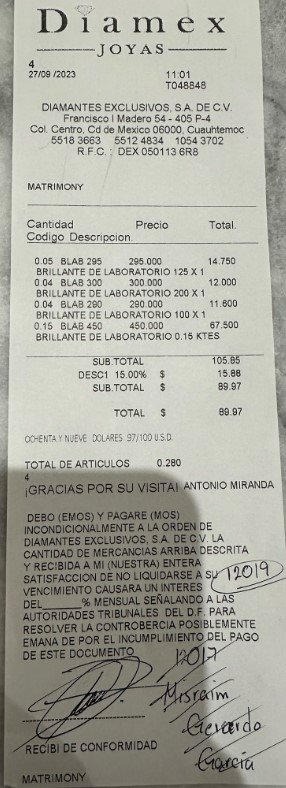 Diamex
JOYAS
4
27/09 /2023 11:01
T048848
DIAMANTES EXCLUSIVOS, S.A. DE C.V.
Francisco I Madero 54 - 405 P-4
Col. Centro, Cd de Mexico 06000, Cuauhtemoc
5518 3663 5512 4834 1054 3702
R.F.C. : DEX 050113 6R8
MATRIMONY
Cantidad Precio Total.
Codigo Descripcion.
0.05 BLAB 295 295.000 14.750
BRILLANTE DE LABORATORIO 125 X 1
0.04 BLAB 300 300.000 12.000
BRILLANTE DE LABORATORIO 200 X 1
0.04 BLAB 290 290.000 11.600
BRILLANTE DE LABORATORIO 100 X 1
0.15 BLAB 450 450.000 67.500
BRILLANTE DE LABORATORIO 0.15 KTES
SUB.TOTAL 105.85
DESC1 15.00% $ 15.88
SUB.TOTAL $ 89.97
TOTAL $ 89.97
OCHENTA Y NUEVE DOLARES 97/100 U.S.D.
TOTAL DE ARTICULOS 0.280
4
¡GRACIAS POR SU VISITA! ANTONIO MIRANDA
DEBO (EMOS) Y PAGARE (MOS)
INCONDICIONALMENTE A LA ORDEN DE
DIAMANTES EXCLUSIVOS, S.A. DE C.V. LA
CANTIDAD DE MERCANCIAS ARRIBA DESCRITA
Y RECIBIDA A MI (NUESTRA) ENTERA
SATISFACCION DE NO LIQUIDARSE A SU 12019
VENCIMIENTO CAUSARA UN INTERES
DEL______% MENSUAL SEÑALANDO A LAS
AUTORIDADES TRIBUNALES DEL D.F. PARA
RESOLVER LA CONTROBERCIA POSIBLEMENTE
EMANA DE POR EL INCUMPLIMIENTO DEL PAGO
DE ESTE DOCUMENTO 12017
Misraim
Gerardo
RECIBI DE CONFORMIDAD
García
MATRIMONY